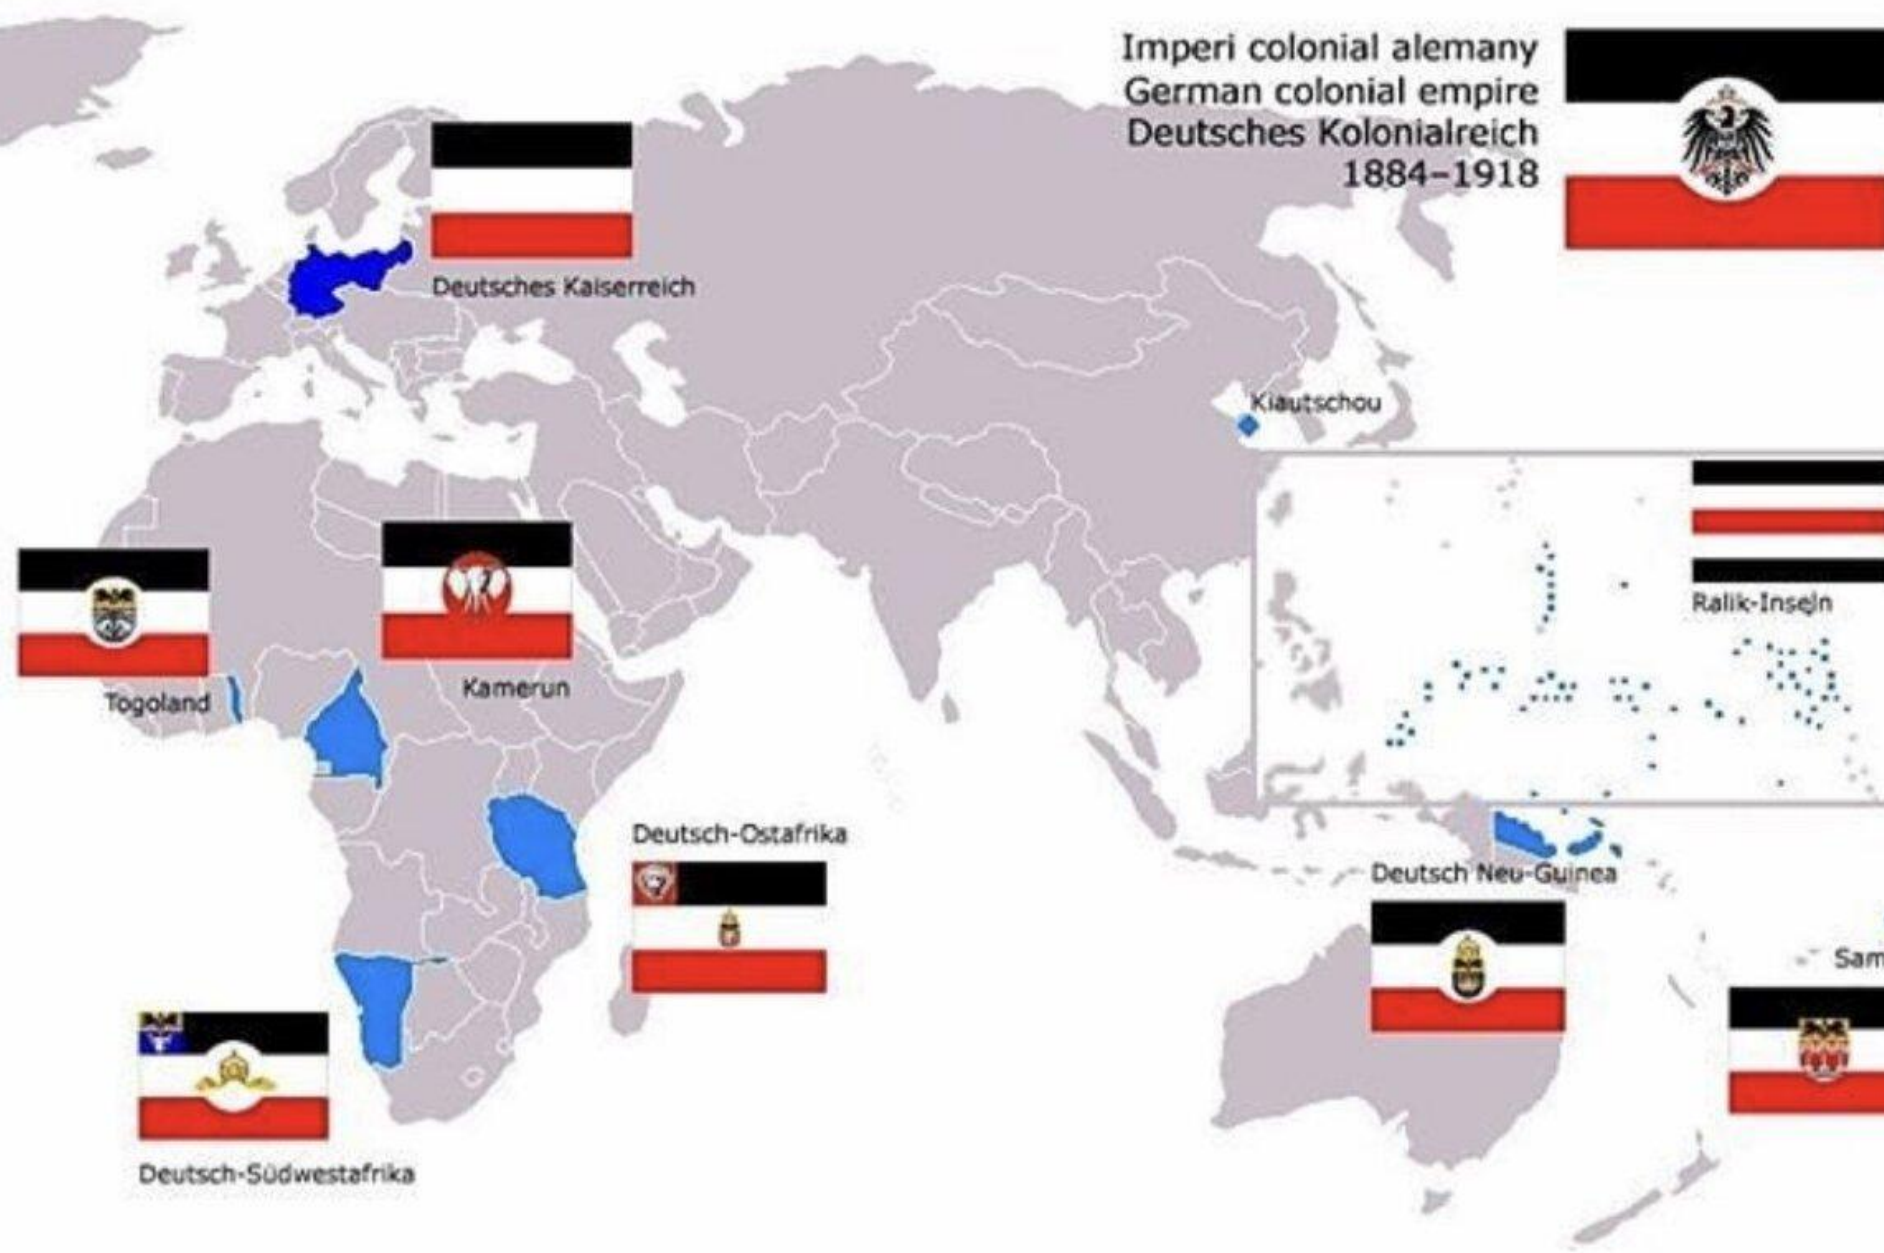 Imperi colonial alemany
German colonial empire
Deutsches Kolonialreich
1884–1918
Deutsches Kaiserreich
Kiautschou
Ralik-Inseln
Togoland
Kamerun
Deutsch-Ostafrika
Deutsch Neu-Guinea
Sam
Deutsch-Südwestafrika